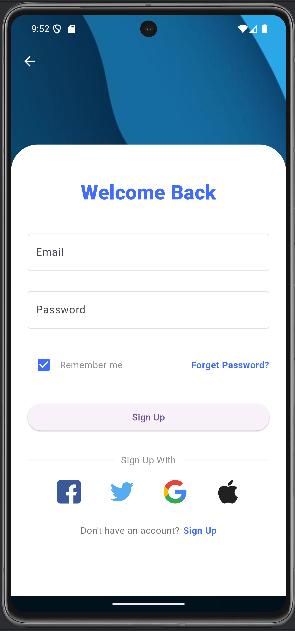 9:52
Welcome Back
Email
Password
Remember me Forget Password?
Sign Up
Sign Up With
Don't have an account? Sign Up